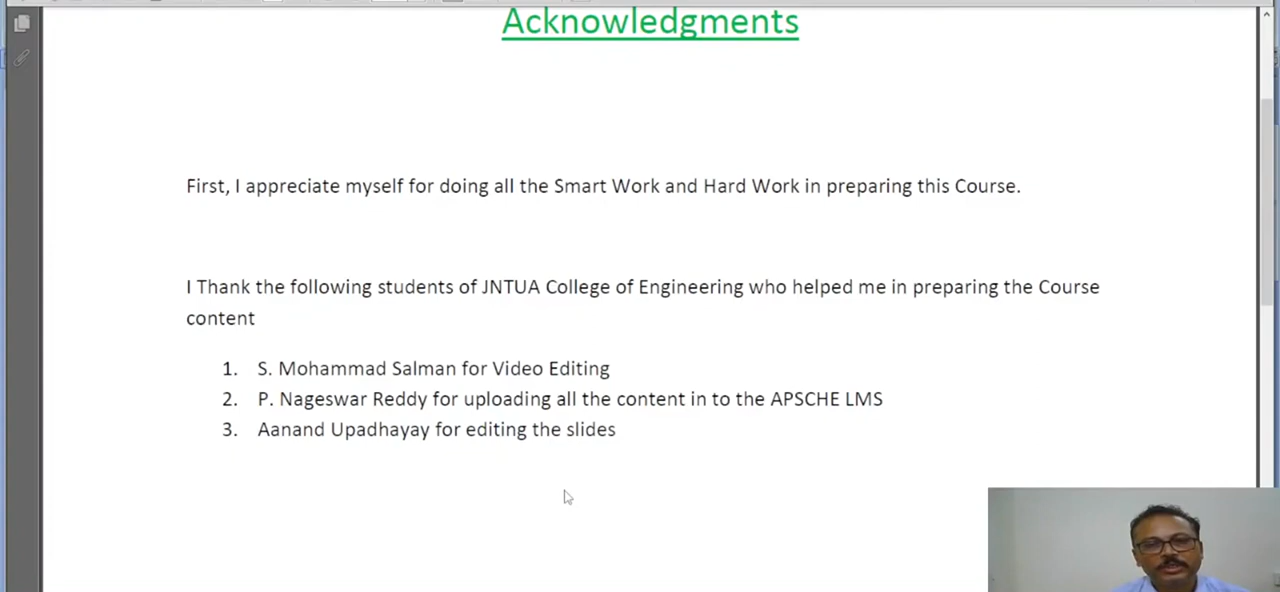 Acknowledgments
First, I appreciate myself for doing all the Smart Work and Hard Work in preparing this Course.
I Thank the following students of JNTUA College of Engineering who helped me in preparing the Course
content
1. S. Mohammad Salman for Video Editing
2. P. Nageswar Reddy for uploading all the content in to the APSCHE LMS
3. Aanand Upadhayay for editing the slides